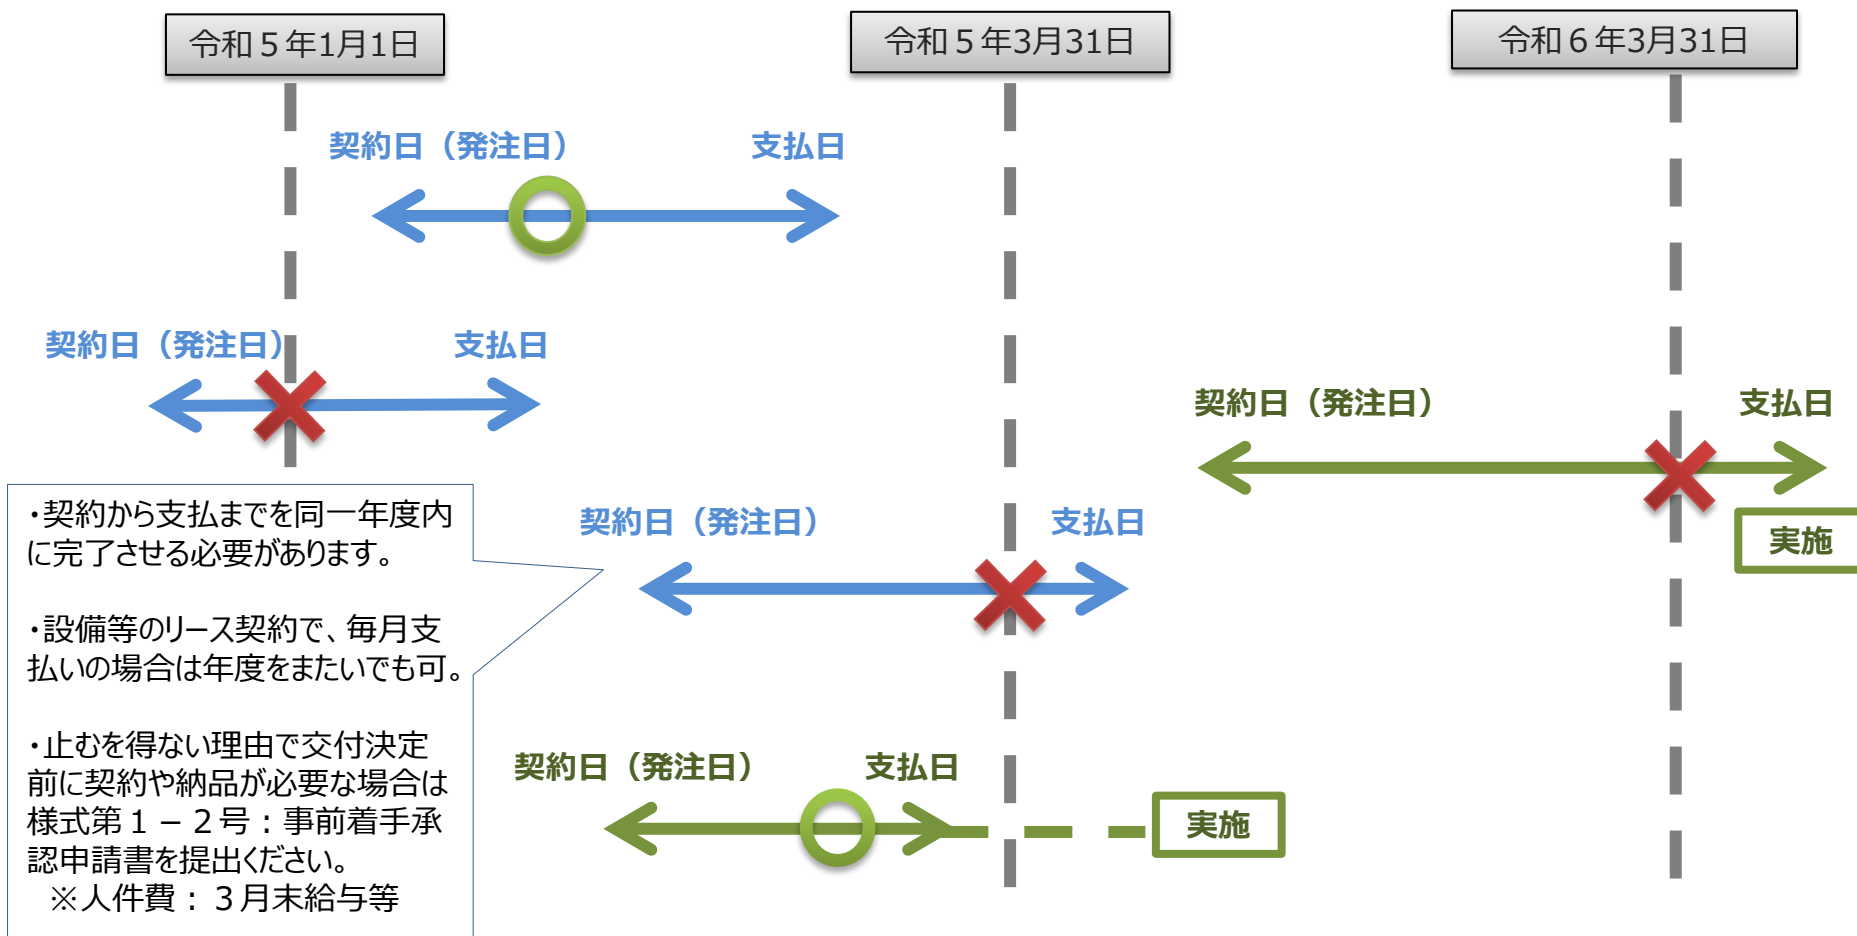 令和５年1月1日
令和５年3月31日
令和６年3月31日
契約日（発注日）
支払日
契約日（発注日）
支払日
契約日（発注日）
支払日
実施
・契約から支払までを同一年度内
に完了させる必要があります。
・設備等のリース契約で、毎月支
払いの場合は年度をまたいでも可。
・止むを得ない理由で交付決定
前に契約や納品が必要な場合は
様式第１－２号：事前着手承
認申請書を提出ください。
※人件費：３月末給与等
契約日（発注日）
支払日
契約日（発注日）
支払日
実施